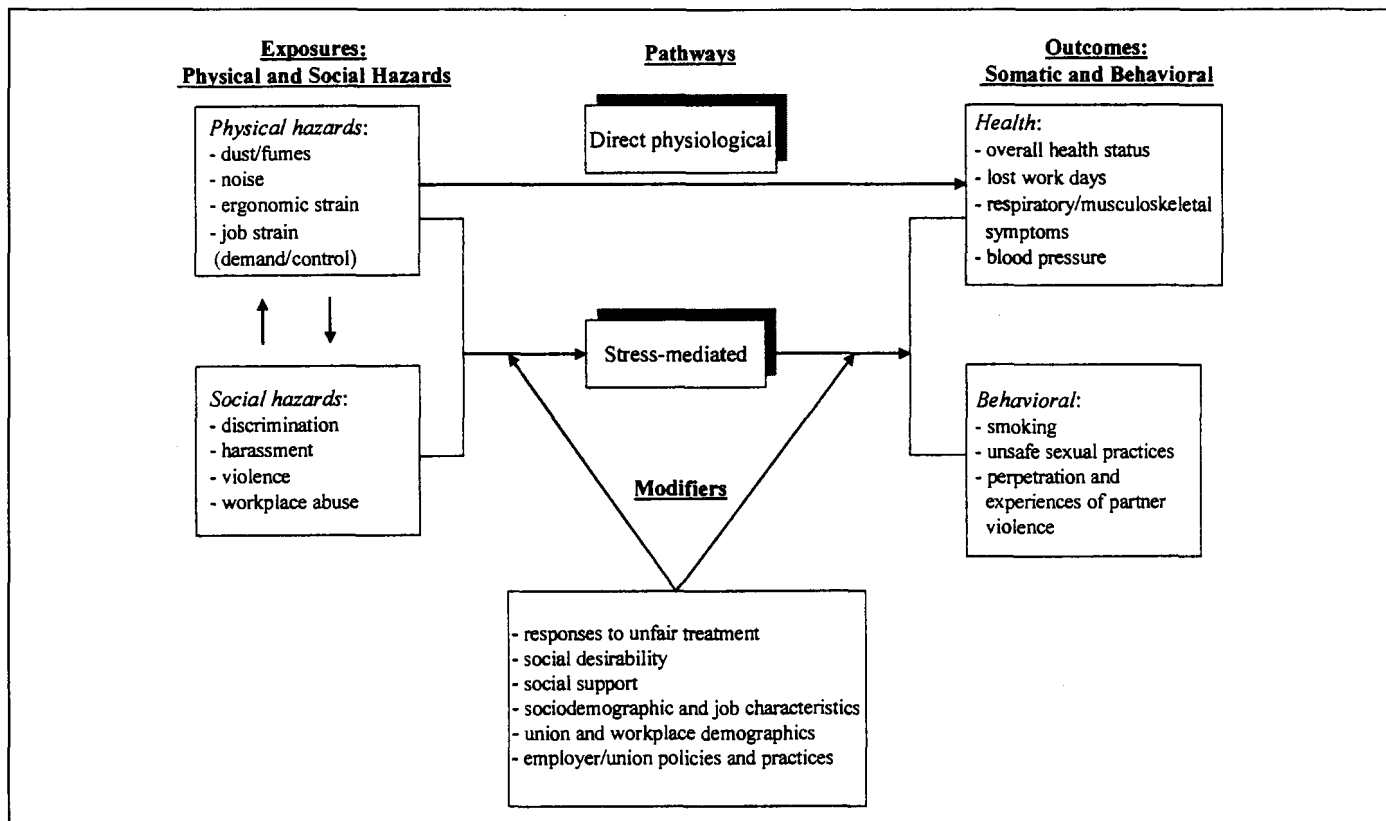 Exposures:
Physical and Social Hazards
Pathways
Outcomes:
Somatic and Behavioral
Physical hazards:
- dust/fumes
- noise
- ergonomic strain
- job strain
(demand/control)
Direct physiological
Health:
- overall health status
- lost work days
- respiratory/musculoskeletal
symptoms
- blood pressure
Social hazards:
- discrimination
- harassment
- violence
- workplace abuse
Stress-mediated
Behavioral:
- smoking
- unsafe sexual practices
- perpetration and
experiences of partner
violence
Modifiers
- responses to unfair treatment
- social desirability
- social support
- sociodemographic and job characteristics
- union and workplace demographics
- employer/union policies and practices